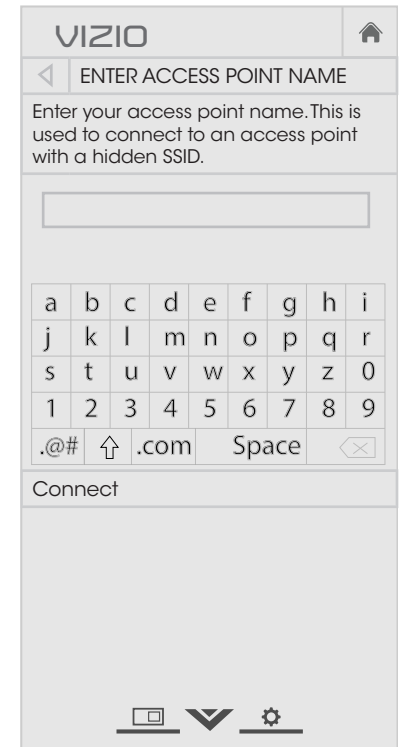 VIZIO
ENTER ACCESS POINT NAME
Enter your access point name. This is
used to connect to an access point
with a hidden SSID.
a b c d e f g h i
j k l m n o p q r
s t u v w x y z 0
1 2 3 4 5 6 7 8 9
.@# .com Space
Connect